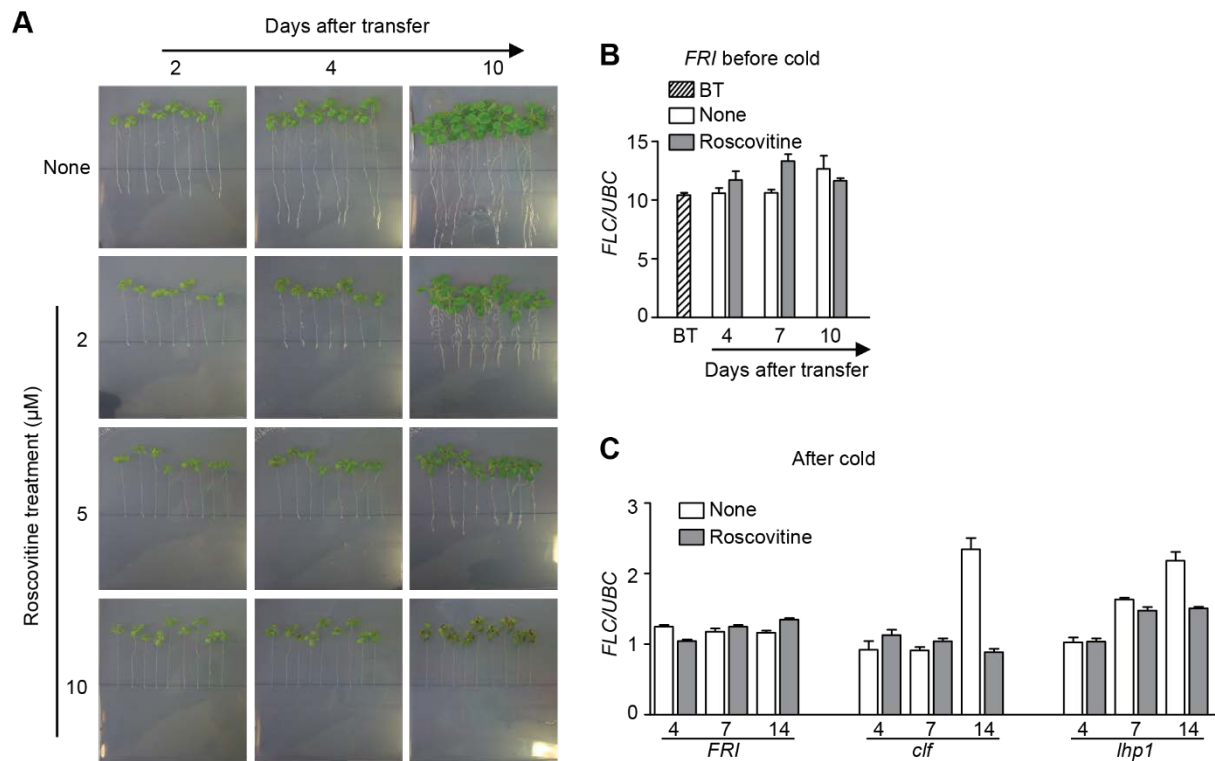 A
Days after transfer
2 4 10
None
2
5
10
Roscovitine treatment (µM)
B
FRI before cold
BT
None
Roscovitine
FLC/UBC
15
10
5
0
BT 4 7 10
Days after transfer
C
After cold
None
Roscovitine
FLC/UBC
3
2
1
0
4 7 14 4 7 14 4 7 14
FRI clf lhp1